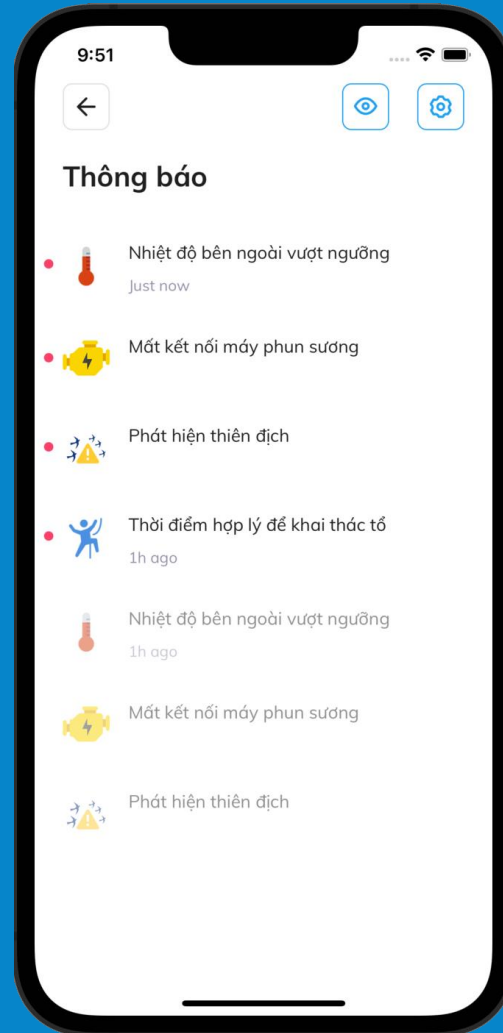 9:51
Thông báo
Nhiệt độ bên ngoài vượt ngưỡng
Just now
Mất kết nối máy phun sương
Phát hiện thiên địch
Thời điểm hợp lý để khai thác tổ
1h ago
Nhiệt độ bên ngoài vượt ngưỡng
1h ago
Mất kết nối máy phun sương
Phát hiện thiên địch